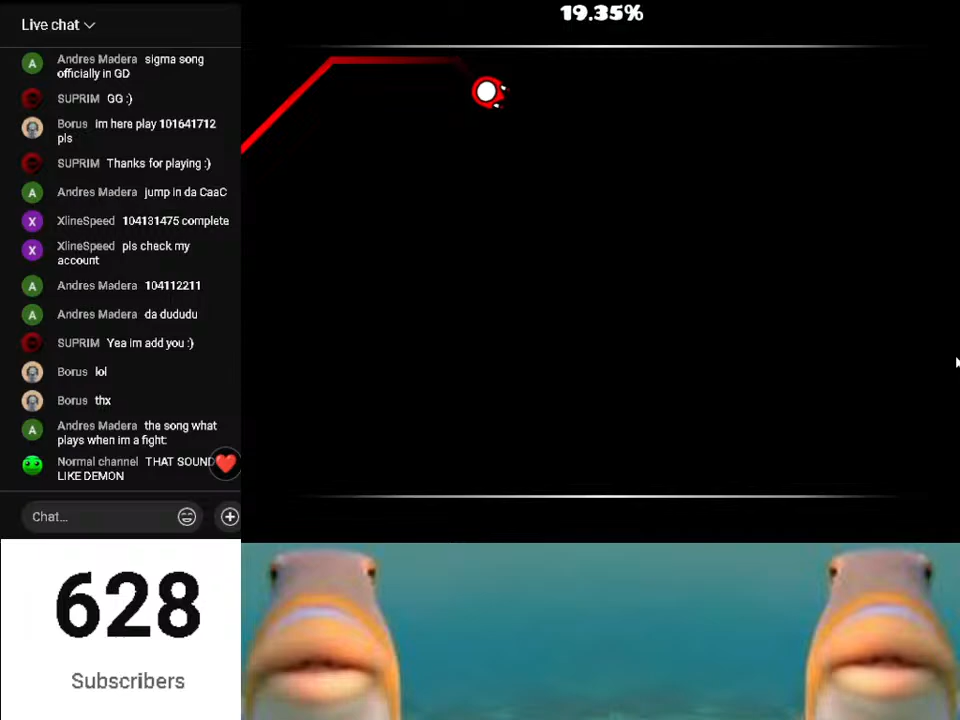 19.35%
Live chat
Andres Madera sigma song
officially in GD
SUPRIM GG :)
Borus im here play 101641712
pls
SUPRIM Thanks for playing :)
Andres Madera jump in da CaaC
XlineSpeed 104131475 complete
XlineSpeed pls check my
account
Andres Madera 104112211
Andres Madera da dududu
SUPRIM Yea im add you :)
Borus lol
Borus thx
Andres Madera the song what
plays when im a fight:
Normal channel THAT SOUND
LIKE DEMON
Chat...
628
Subscribers